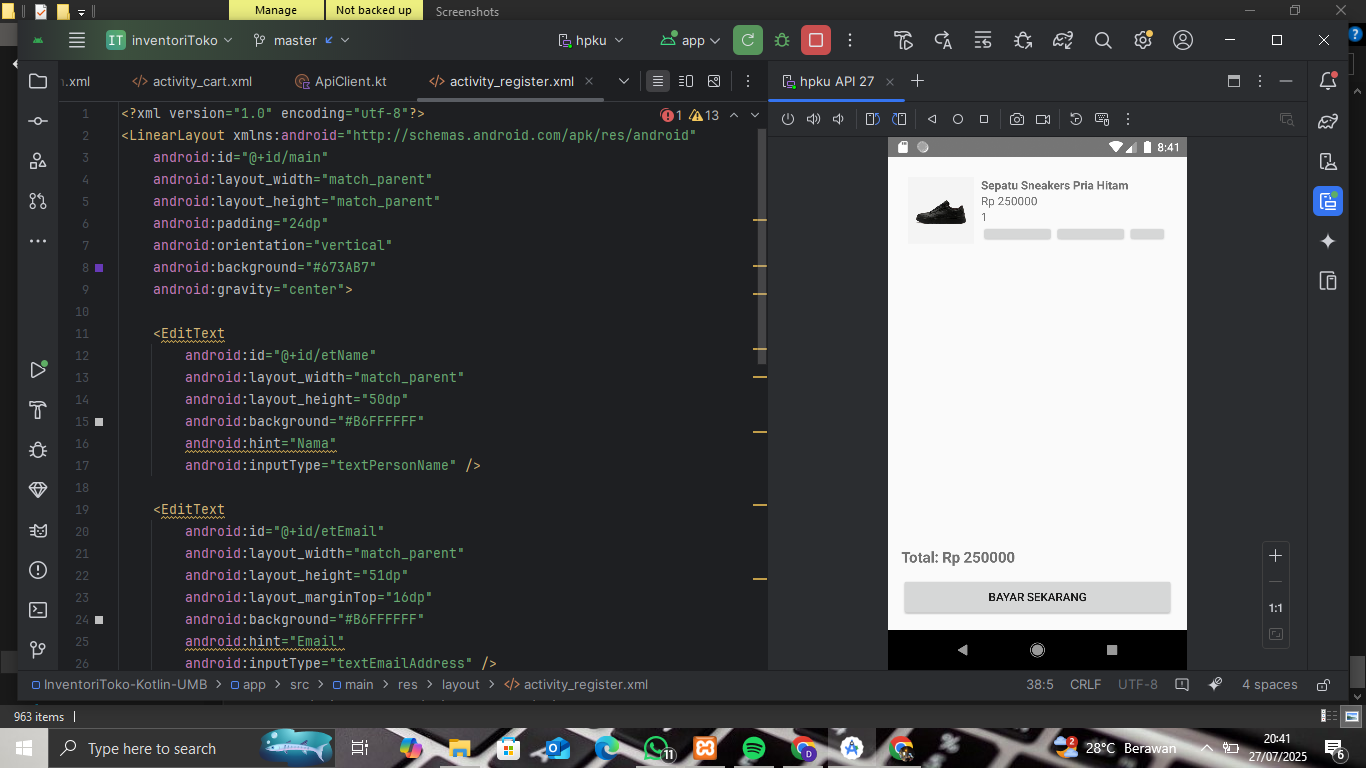 Manage
Not backed up
Screenshots
IT
inventoriToko
master
hpku
app
n.xml
activity_cart.xml
ApiClient.kt
activity_register.xml
hpku API 27
1 <?xml version="1.0" encoding="utf-8"?>
1 13
2 <LinearLayout xmlns:android="http://schemas.android.com/apk/res/android"
3 android:id="@+id/main"
4 android:layout_width="match_parent"
5 android:layout_height="match_parent"
6 android:padding="24dp"
7 android:orientation="vertical"
8 android:background="#673AB7"
9 android:gravity="center">
10
11 <EditText
12 android:id="@+id/etName"
13 android:layout_width="match_parent"
14 android:layout_height="50dp"
15 android:background="#B6FFFFFF"
16 android:hint="Nama"
17 android:inputType="textPersonName" />
18
19 <EditText
20 android:id="@+id/etEmail"
21 android:layout_width="match_parent"
22 android:layout_height="51dp"
23 android:layout_marginTop="16dp"
24 android:background="#B6FFFFFF"
25 android:hint="Email"
26 android:inputType="textEmailAddress" />
8:41
Sepatu Sneakers Pria Hitam
Rp 250000
1
Total: Rp 250000
BAYAR SEKARANG
1:1
InventoriToko-Kotlin-UMB > app > src > main > res > layout > activity_register.xml
38:5 CRLF UTF-8 4 spaces
963 items
Type here to search
11
2
28°C Berawan
20:41
27/07/2025
6